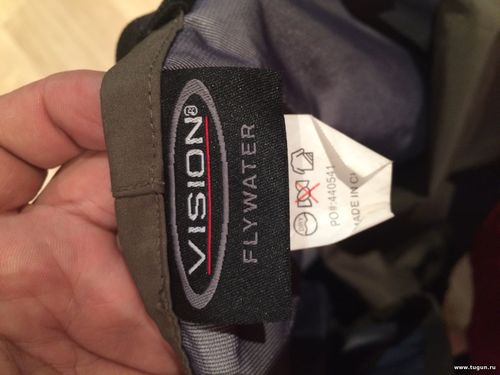 VISION®
FLYWATER
PO#:440541
MADE IN C
www.tugun.ru